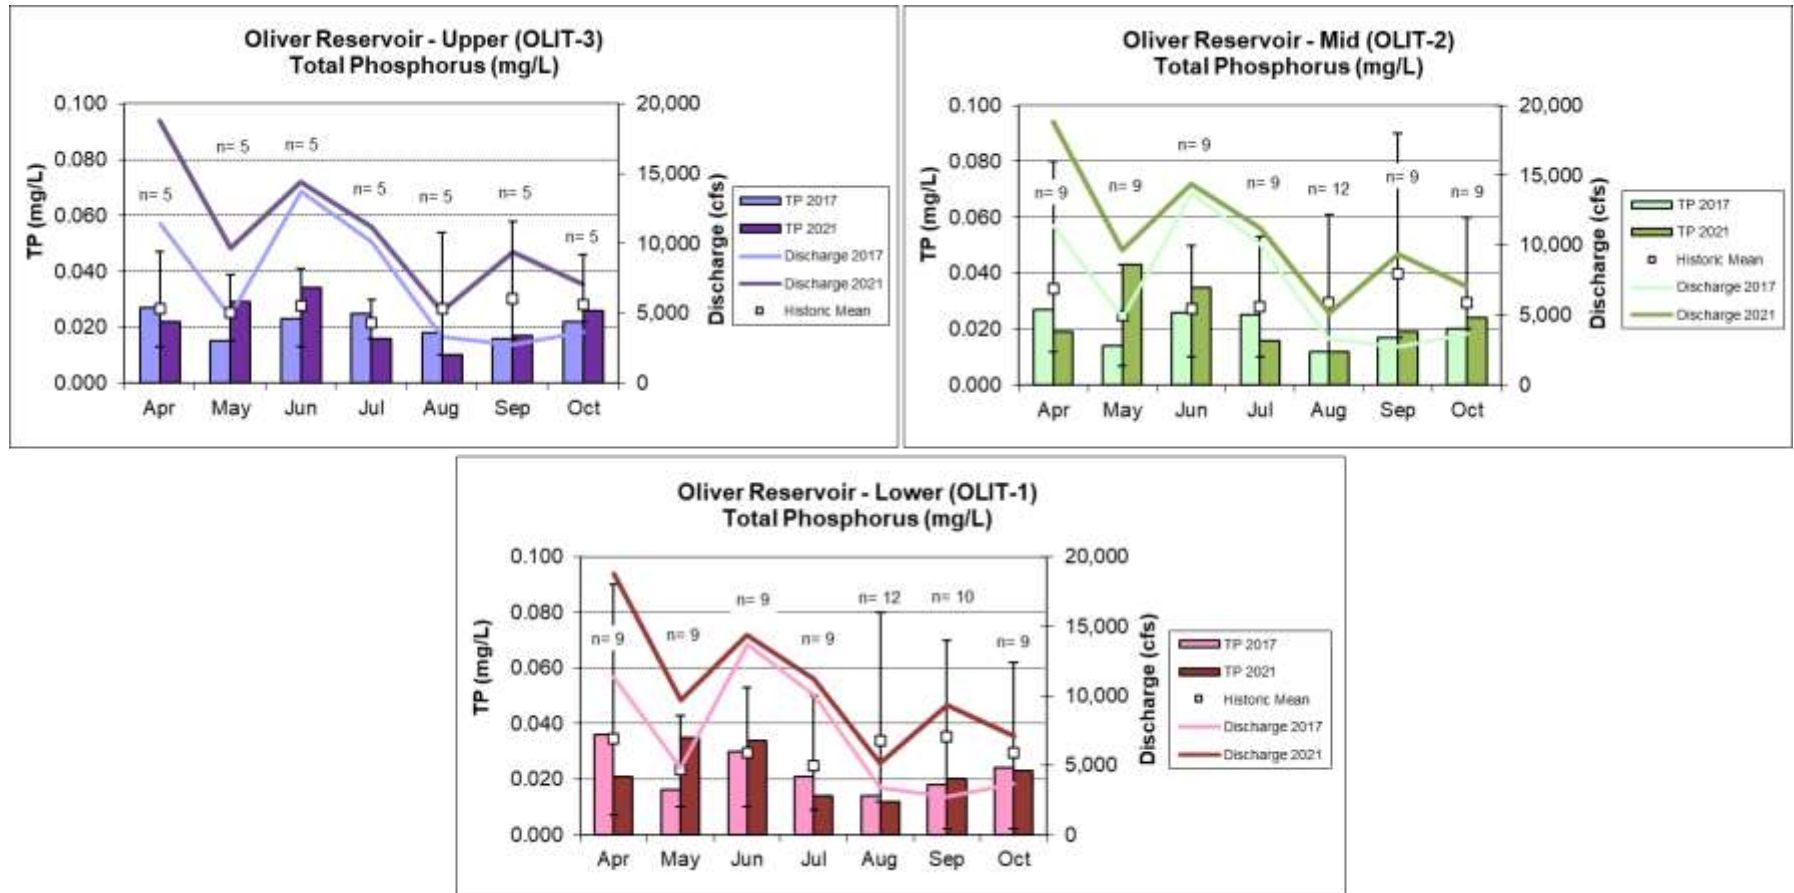 Oliver Reservoir - Upper (OLIT-3)
Total Phosphorus (mg/L)
TP (mg/L)
0.100
0.080
0.060
0.040
0.020
0.000
n= 5
n= 5
n= 5
n= 5
n= 5
n= 5
n= 5
Apr May Jun Jul Aug Sep Oct
20,000
15,000
10,000
5,000
0
Discharge (cfs)
TP 2017
TP 2021
Discharge 2017
Discharge 2021
Historic Mean
Oliver Reservoir - Mid (OLIT-2)
Total Phosphorus (mg/L)
TP (mg/L)
0.100
0.080
0.060
0.040
0.020
0.000
n= 9
n= 9
n= 9
n= 9
n= 12
n= 9
n= 9
Apr May Jun Jul Aug Sep Oct
20,000
15,000
10,000
5,000
0
Discharge (cfs)
TP 2017
TP 2021
Historic Mean
Discharge 2017
Discharge 2021
Oliver Reservoir - Lower (OLIT-1)
Total Phosphorus (mg/L)
TP (mg/L)
0.100
0.080
0.060
0.040
0.020
0.000
n= 9
n= 9
n= 9
n= 9
n= 12
n= 10
n= 9
Apr May Jun Jul Aug Sep Oct
20,000
15,000
10,000
5,000
0
Discharge (cfs)
TP 2017
TP 2021
Historic Mean
Discharge 2017
Discharge 2021